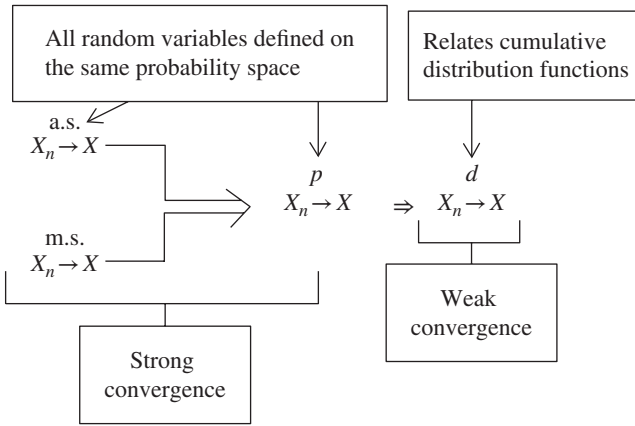 All random variables defined on
the same probability space
Relates cumulative
distribution functions
a.s.
Xₙ → X
p
Xₙ → X
⇒
d
Xₙ → X
m.s.
Xₙ → X
Weak
convergence
Strong
convergence